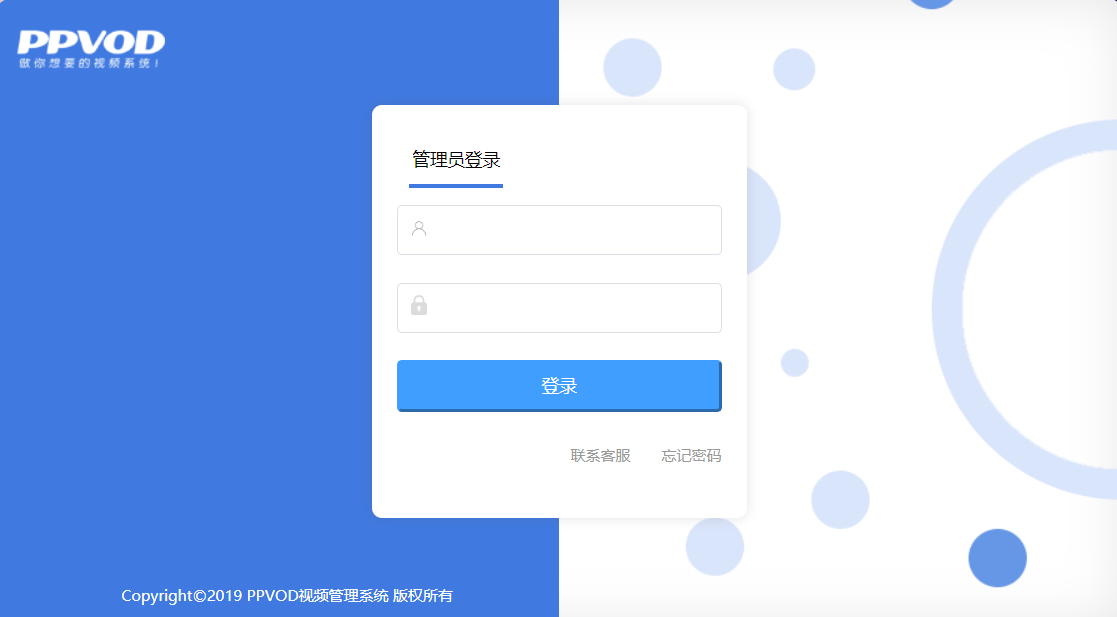 PPVOD
做你想要的视频系统!
管理员登录
登录
联系客服 忘记密码
Copyright©2019 PPVOD视频管理系统 版权所有